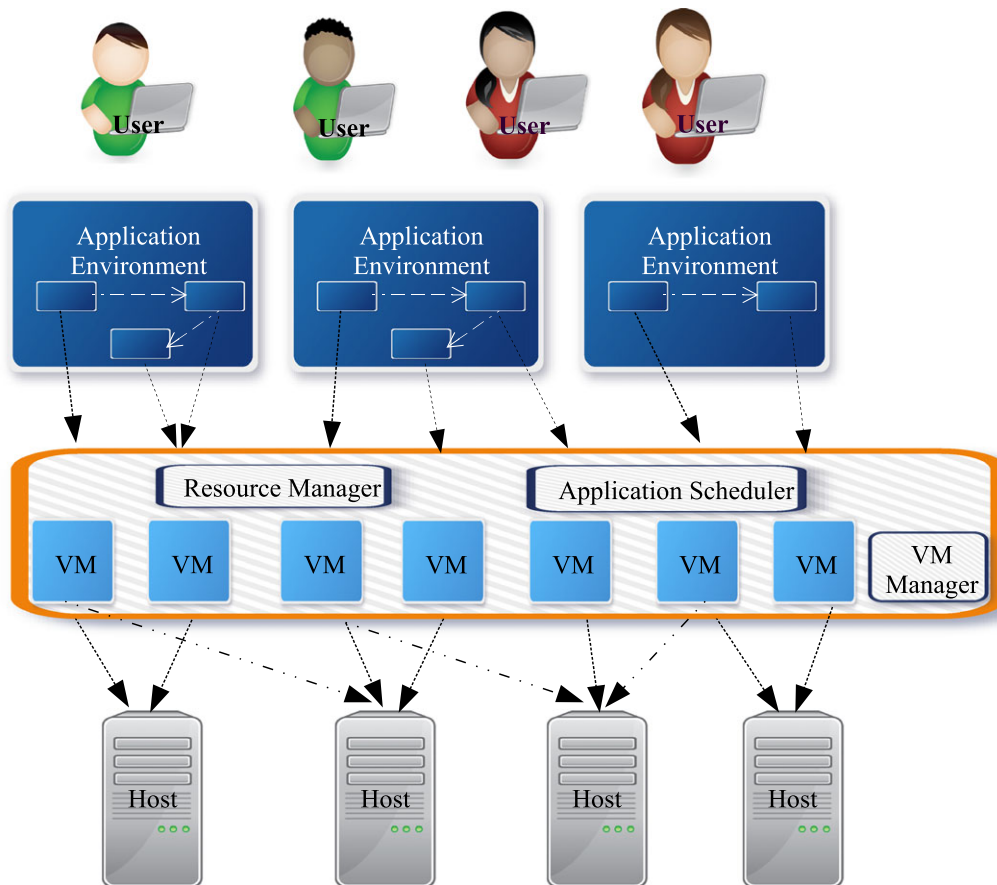 User
User
User
User
Application
Environment
Application
Environment
Application
Environment
Resource Manager
Application Scheduler
VM
VM
VM
VM
VM
VM
VM
VM
Manager
Host
Host
Host
Host